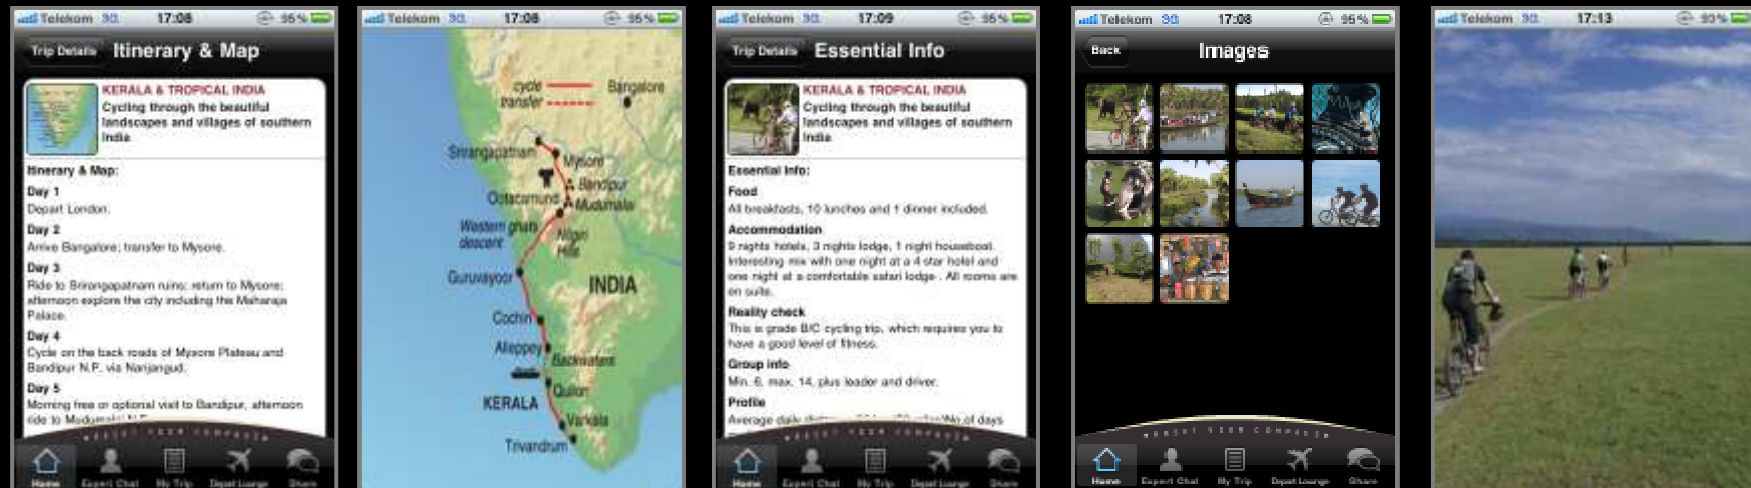 Telekom 3G 17:08 95%
Trip Details Itinerary & Map
KERALA & TROPICAL INDIA
Cycling through the beautiful
landscapes and villages of southern
India
Itinerary & Map:
Day 1
Depart London.
Day 2
Arrive Bangalore; transfer to Mysore.
Day 3
Ride to Srirangapatnam ruins; return to Mysore;
afternoon explore the city including the Maharaja
Palace.
Day 4
Cycle on the back roads of Mysore Plateau and
Bandipur N.P. via Nanjangud.
Day 5
Morning free or optional visit to Bandipur, afternoon
ride to Mudumalai N.P.
Home Expert Chat My Trip Depart Lounge Share
Telekom 3G 17:08 95%
cycle
transfer
Bangalore
Srirangapatnam
Mysore
Bandipur
Ootacamund
Mudumalai
Western ghats
descent
Nilgiri
Hills
Guruvayoor
INDIA
Cochin
Alleppey
Backwaters
Quilon
KERALA
Varkala
Trivandrum
Telekom 3G 17:09 95%
Trip Details Essential Info
KERALA & TROPICAL INDIA
Cycling through the beautiful
landscapes and villages of southern
India
Essential Info:
Food
All breakfasts, 10 lunches and 1 dinner included.
Accommodation
9 nights hotels, 3 nights lodge, 1 night houseboat.
Interesting mix with one night at a 4 star hotel and
one night at a comfortable safari lodge . All rooms are
en suite.
Reality check
This is grade B/C cycling trip, which requires you to
have a good level of fitness.
Group info
Min. 6, max. 14, plus leader and driver.
Profile
Average daily No of days
Home Expert Chat My Trip Depart Lounge Share
Telekom 3G 17:08 95%
Back Images
Home Expert Chat My Trip Depart Lounge Share
Telekom 3G 17:13 93%